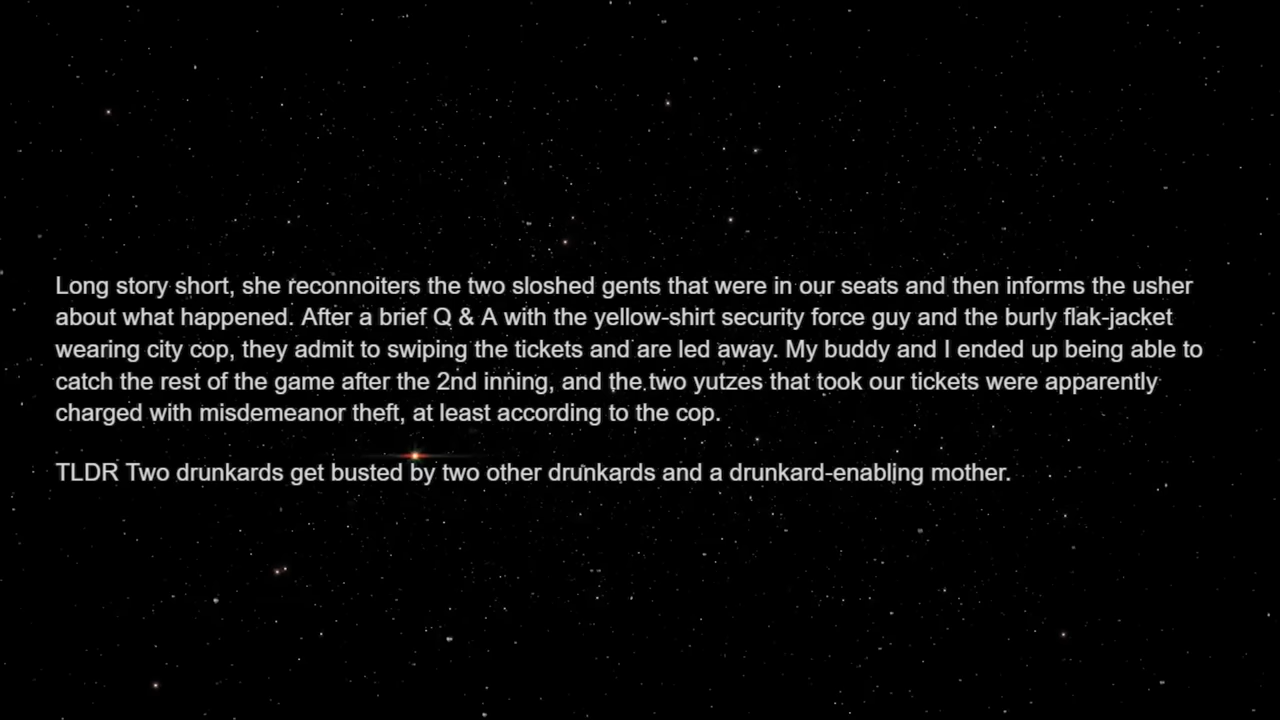 Long story short, she reconnoiters the two sloshed gents that were in our seats and then informs the usher
about what happened. After a brief Q & A with the yellow-shirt security force guy and the burly flak-jacket
wearing city cop, they admit to swiping the tickets and are led away. My buddy and I ended up being able to
catch the rest of the game after the 2nd inning, and the two yutzes that took our tickets were apparently
charged with misdemeanor theft, at least according to the cop.
TLDR Two drunkards get busted by two other drunkards and a drunkard-enabling mother.